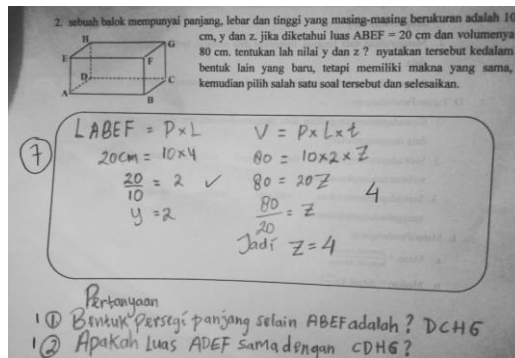 2. sebuah balok mempunyai panjang, lebar dan tinggi yang masing-masing berukuran adalah 10
cm, y dan z. jika diketahui luas ABEF = 20 cm dan volumenya
80 cm. tentukan lah nilai y dan z ? nyatakan tersebut kedalam
bentuk lain yang baru, tetapi memiliki makna yang sama,
kemudian pilih salah satu soal tersebut dan selesaikan.
H
G
E
F
D
C
A
B
7
LABEF = P×L
20cm = 10×y
20/10 = 2 ✓
y = 2
V = P×L×t
80 = 10×2×Z
80 = 20Z
4
80/20 = Z
Jadi Z=4
Pertanyaan
1 ① Bentuk persegi panjang selain ABEF adalah? DCHG
1 ② Apakah Luas ADEF sama dengan CDHG?